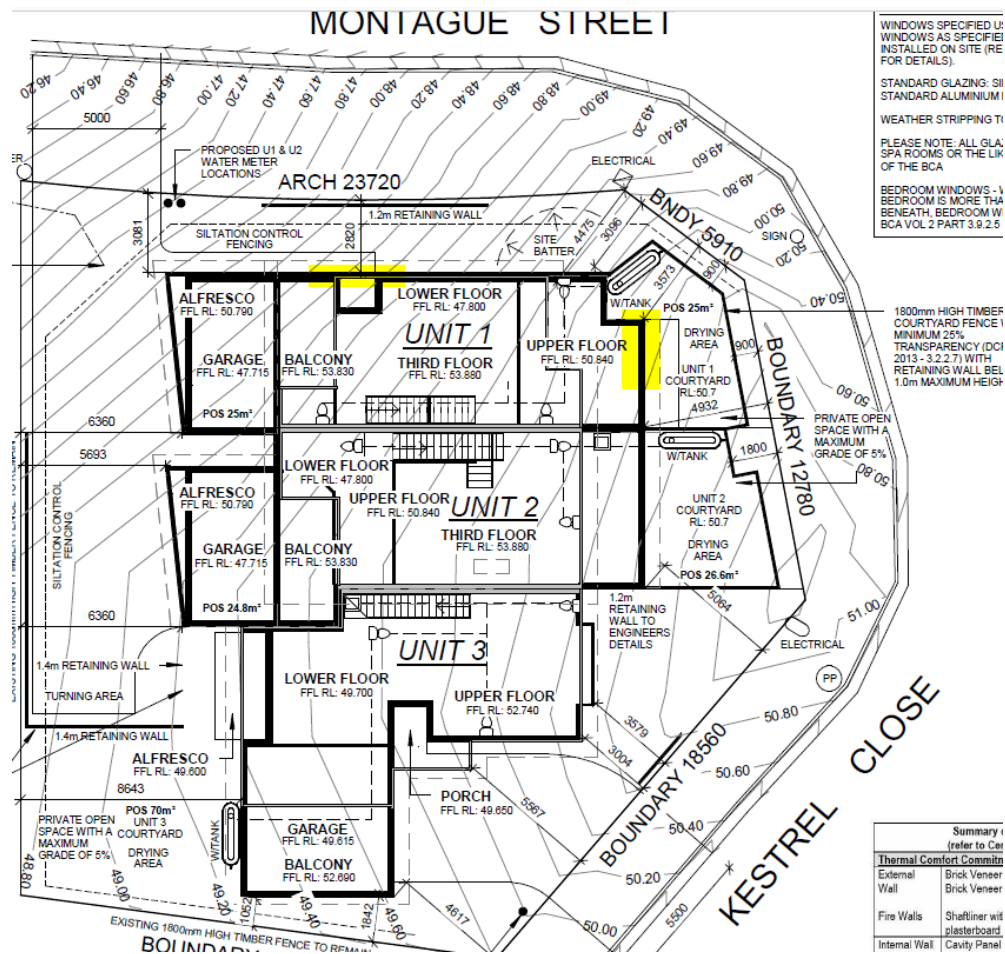 MONTAGUE STREET
WINDOWS SPECIFIED
WINDOWS AS SPECIFIED
INSTALLED ON SITE
FOR DETAILS).
STANDARD GLAZING:
STANDARD ALUMINIUM
WEATHER STRIPPING
PLEASE NOTE: ALL
SPA ROOMS OR THE
OF THE BCA
BEDROOM WINDOWS -
BEDROOM IS MORE
BENEATH, BEDROOM
BCA VOL 2 PART 3.9.2.5
46.20
46.40
46.60
46.80
47.00
47.20
47.40
47.60
47.80
48.00
48.20
48.40
48.60
48.80
49.00
49.20
49.40
49.60
49.80
50.00
50.20
50.40
50.60
50.80
51.00
5000
PROPOSED U1 & U2
WATER METER
LOCATIONS
ELECTRICAL
ARCH 23720
1.2m RETAINING WALL
BNDY 5910
SIGN
3081
SILTATION CONTROL
FENCING
2820
SITE
BATTER
4475
3096
3573
900
W/TANK
POS 25m²
ALFRESCO
FFL RL: 50.790
LOWER FLOOR
FFL RL: 47.800
UNIT 1
UPPER FLOOR
FFL RL: 50.840
DRYING
AREA
1800mm HIGH TIMBER
COURTYARD FENCE
MINIMUM 25%
TRANSPARENCY
2013 - 3.2.2.7) WITH
RETAINING WALL
1.0m MAXIMUM
GARAGE
FFL RL: 47.715
BALCONY
FFL RL: 53.830
THIRD FLOOR
FFL RL: 53.880
UNIT 1
COURTYARD
RL:50.7
900
BOUNDARY 12780
POS 25m²
4932
6360
PRIVATE OPEN
SPACE WITH A
MAXIMUM
GRADE OF 5%
5693
W/TANK
1800
LOWER FLOOR
FFL RL: 47.800
ALFRESCO
FFL RL: 50.790
UPPER FLOOR
FFL RL: 50.840
UNIT 2
UNIT 2
COURTYARD
RL: 50.7
SILTATION CONTROL
FENCING
GARAGE
FFL RL: 47.715
BALCONY
FFL RL: 53.830
THIRD FLOOR
FFL RL: 53.880
DRYING
AREA
POS 24.8m²
POS 26.6m²
6360
5064
1.2m
RETAINING
WALL TO
ENGINEERS
DETAILS
ELECTRICAL
PP
1.4m RETAINING WALL
UNIT 3
TURNING AREA
LOWER FLOOR
FFL RL: 49.700
UPPER FLOOR
FFL RL: 52.740
1.4m RETAINING WALL
3579
3004
50.80
ALFRESCO
FFL RL: 49.600
50.60
8643
PORCH
FFL RL: 49.650
5567
BOUNDARY 18560
KESTREL CLOSE
POS 70m²
UNIT 3
COURTYARD
DRYING
AREA
PRIVATE OPEN
SPACE WITH A
MAXIMUM
GRADE OF 5%
W/TANK
GARAGE
FFL RL: 49.615
BALCONY
FFL RL: 52.690
50.40
50.20
50.00
48.80
49.00
49.20
49.40
49.60
1052
1842
4617
5500
EXISTING 1800mm HIGH TIMBER FENCE TO REMAIN
BOUNDARY
Summary
(refer to
Thermal Comfort
External Brick Veneer
Wall Brick Veneer
Fire Walls Shaftliner
plasterboard
Internal Wall Cavity Panel